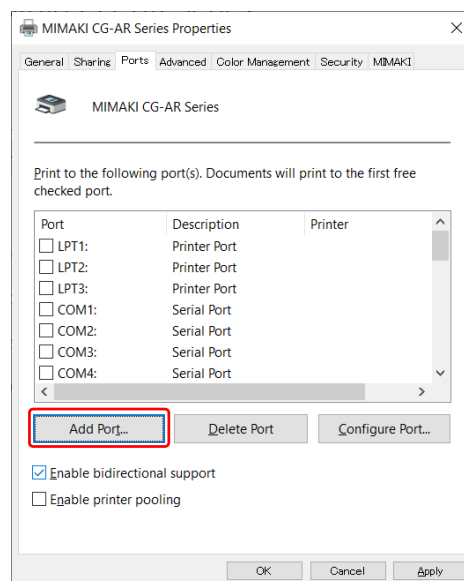 MIMAKI CG-AR Series Properties
General Sharing Ports Advanced Color Management Security MIMAKI
MIMAKI CG-AR Series
Print to the following port(s). Documents will print to the first free
checked port.
Port Description Printer
LPT1: Printer Port
LPT2: Printer Port
LPT3: Printer Port
COM1: Serial Port
COM2: Serial Port
COM3: Serial Port
COM4: Serial Port
Add Port... Delete Port Configure Port...
Enable bidirectional support
Enable printer pooling
OK Cancel Apply